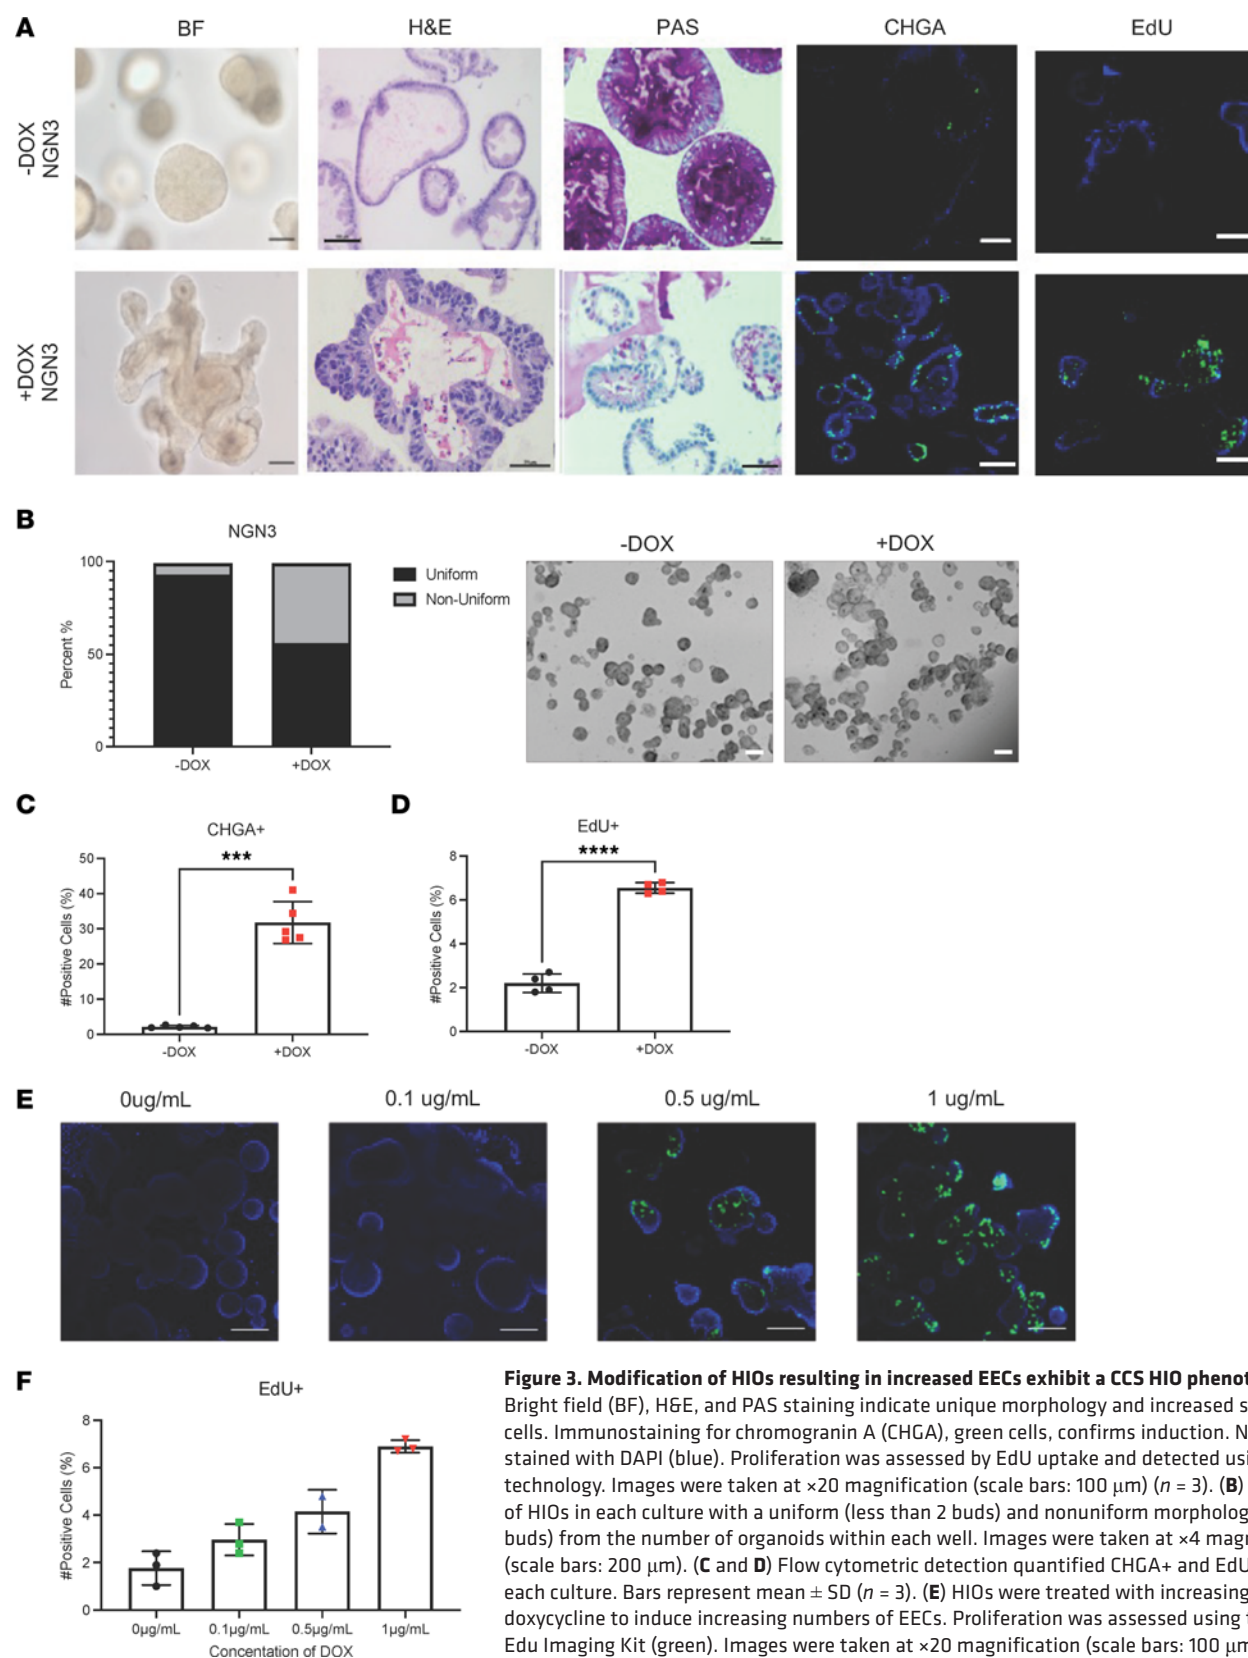 A
BF
H&E
PAS
CHGA
EdU
-DOX
NGN3
+DOX
NGN3
B
NGN3
100
50
0
Percent %
-DOX
+DOX
Uniform
Non-Uniform
-DOX
+DOX
C
CHGA+
***
50
40
30
20
10
0
#Positive Cells (%)
-DOX
+DOX
D
EdU+
****
8
6
4
2
0
#Positive Cells (%)
-DOX
+DOX
E
0ug/mL
0.1 ug/mL
0.5 ug/mL
1 ug/mL
F
EdU+
8
6
4
2
0
#Positive Cells (%)
0µg/mL
0.1µg/mL
0.5µg/mL
1µg/mL
Concentation of DOX
Figure 3. Modification of HIOs resulting in increased EECs exhibit a CCS HIO phenot
Bright field (BF), H&E, and PAS staining indicate unique morphology and increased s
cells. Immunostaining for chromogranin A (CHGA), green cells, confirms induction. N
stained with DAPI (blue). Proliferation was assessed by EdU uptake and detected usi
technology. Images were taken at ×20 magnification (scale bars: 100 μm) (n = 3). (B)
of HIOs in each culture with a uniform (less than 2 buds) and nonuniform morpholog
buds) from the number of organoids within each well. Images were taken at ×4 magn
(scale bars: 200 μm). (C and D) Flow cytometric detection quantified CHGA+ and EdU
each culture. Bars represent mean ± SD (n = 3). (E) HIOs were treated with increasing
doxycycline to induce increasing numbers of EECs. Proliferation was assessed using
Edu Imaging Kit (green). Images were taken at ×20 magnification (scale bars: 100 μm